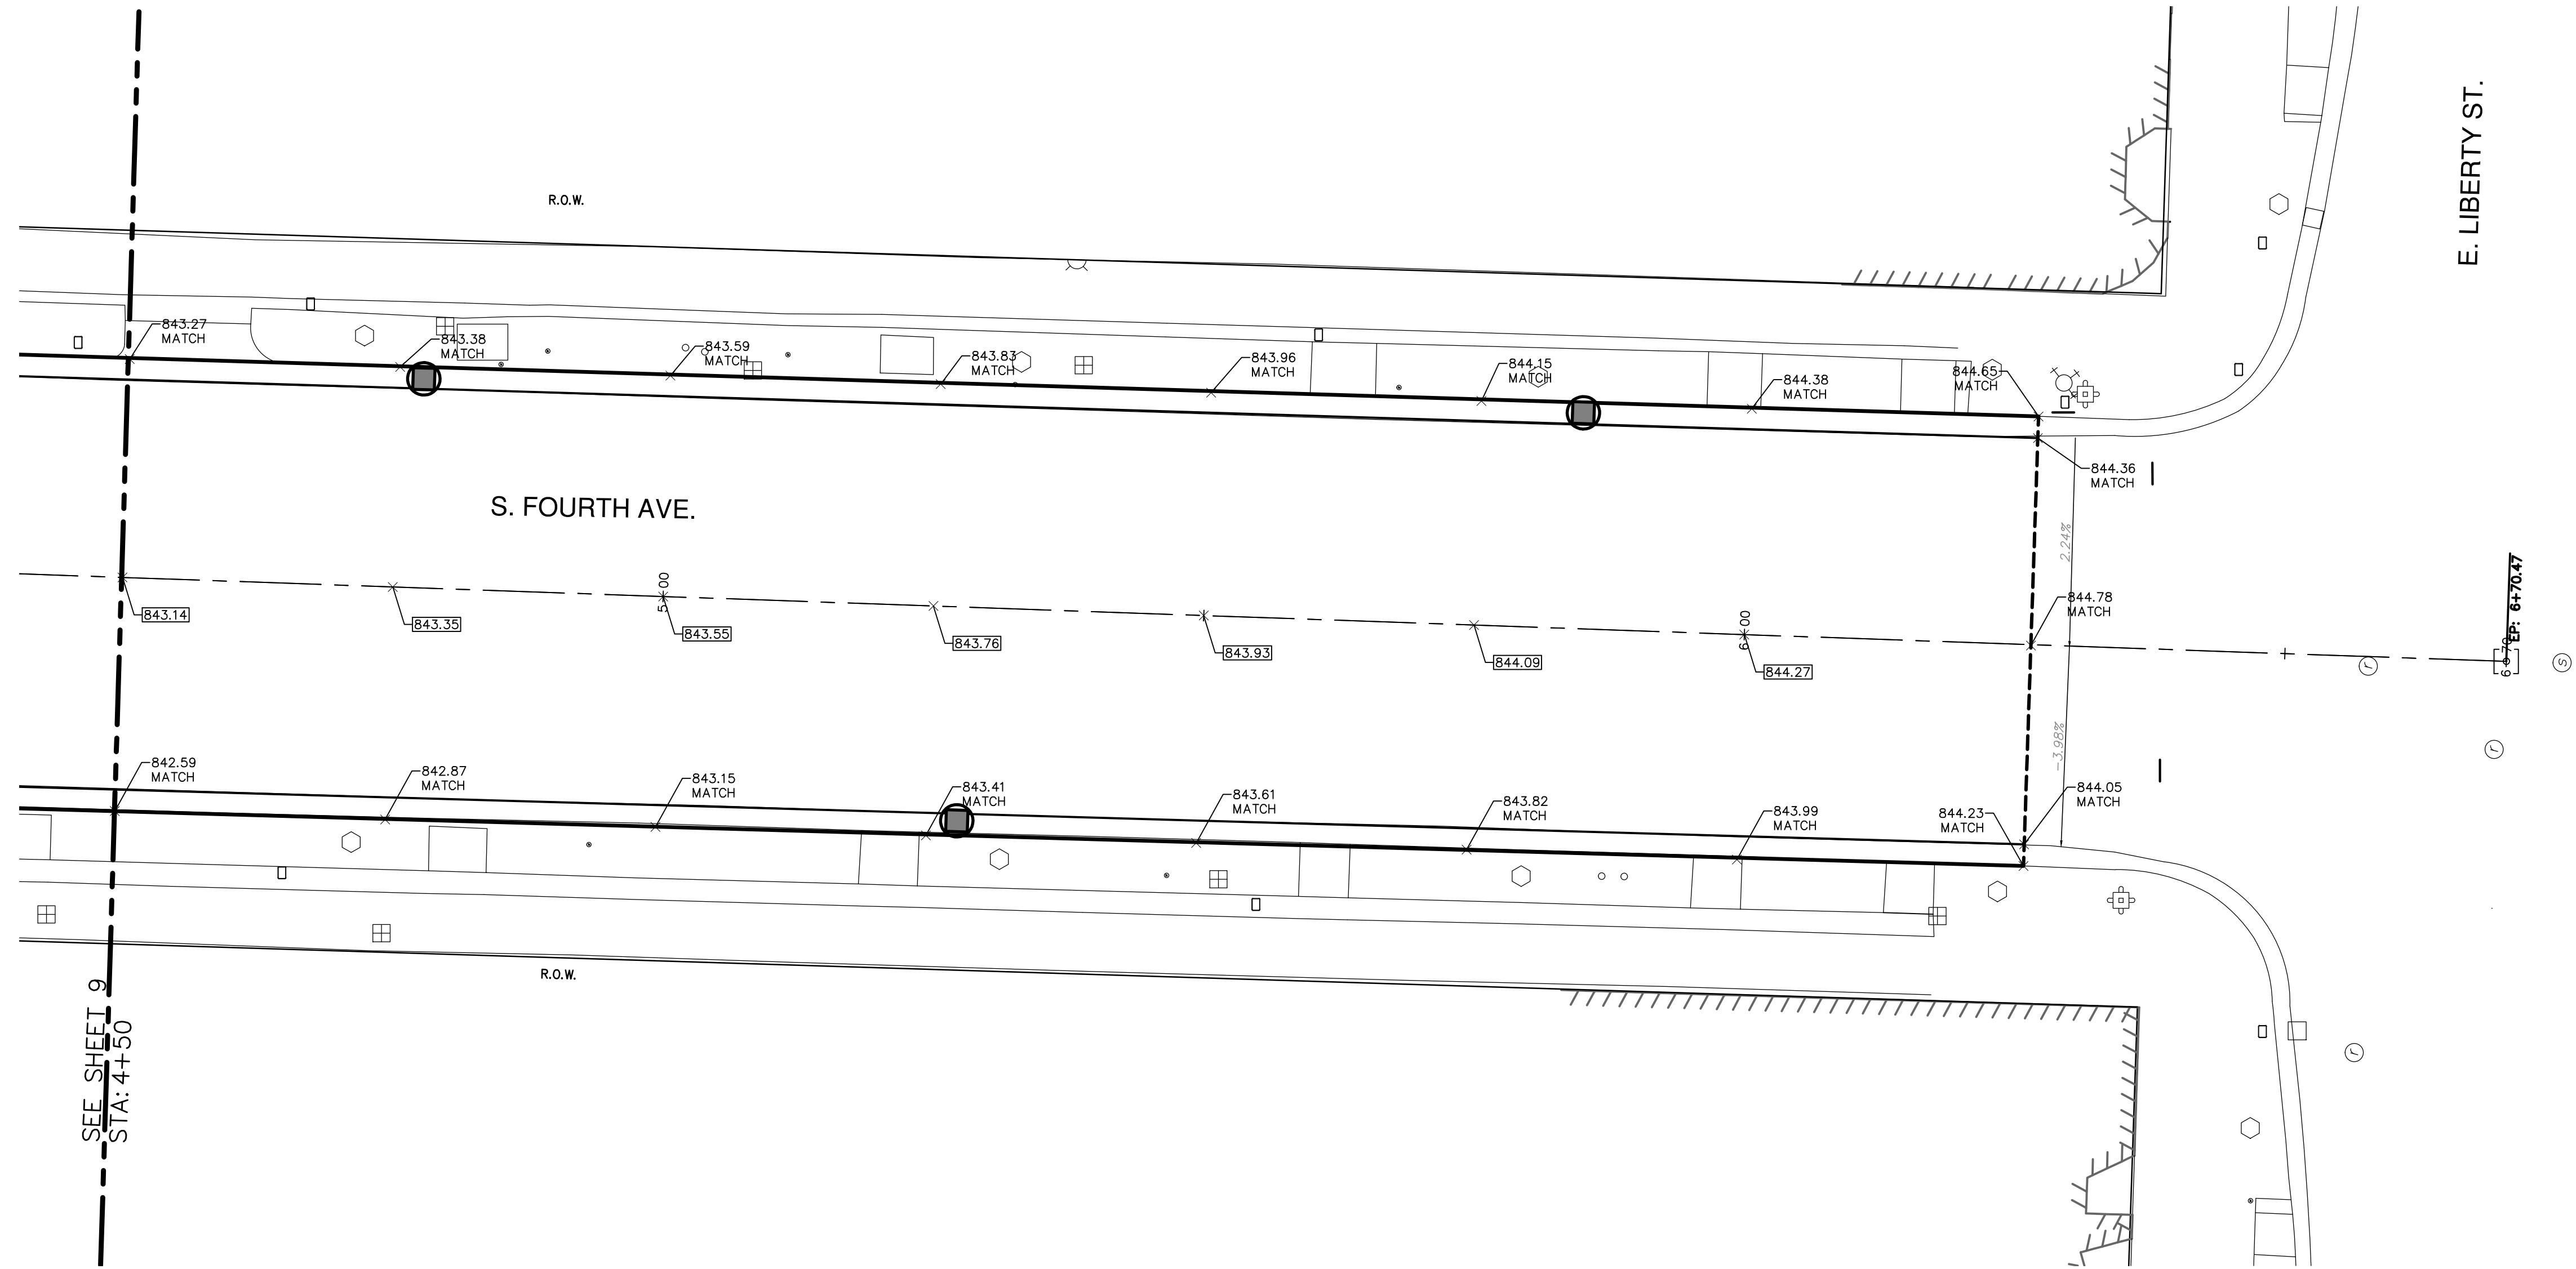 E. LIBERTY ST.
R.O.W.
843.27
MATCH
843.38
MATCH
843.59
MATCH
843.83
MATCH
843.96
MATCH
844.15
MATCH
844.38
MATCH
844.65
MATCH
844.36
MATCH
S. FOURTH AVE.
2.24%
EP: 6+70.47
843.14
843.35
5+00
843.55
843.76
843.93
844.09
6+00
844.27
844.78
MATCH
6+70
r
s
r
-3.98%
842.59
MATCH
842.87
MATCH
843.15
MATCH
843.41
MATCH
843.61
MATCH
843.82
MATCH
843.99
MATCH
844.23
MATCH
844.05
MATCH
R.O.W.
SEE SHEET 9
STA: 4+50
r